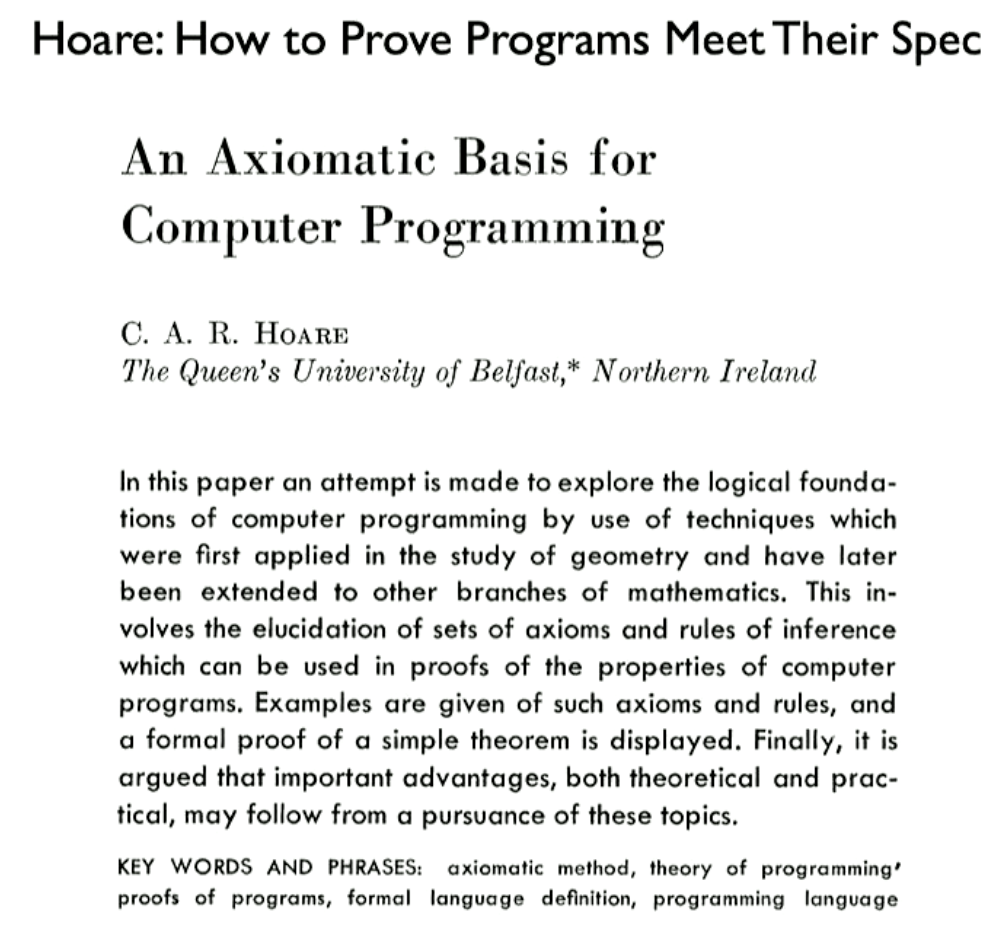 Hoare: How to Prove Programs Meet Their Spec
An Axiomatic Basis for
Computer Programming
C. A. R. HOARE
The Queen's University of Belfast,* Northern Ireland
In this paper an attempt is made to explore the logical founda-
tions of computer programming by use of techniques which
were first applied in the study of geometry and have later
been extended to other branches of mathematics. This in-
volves the elucidation of sets of axioms and rules of inference
which can be used in proofs of the properties of computer
programs. Examples are given of such axioms and rules, and
a formal proof of a simple theorem is displayed. Finally, it is
argued that important advantages, both theoretical and prac-
tical, may follow from a pursuance of these topics.
KEY WORDS AND PHRASES: axiomatic method, theory of programming'
proofs of programs, formal language definition, programming language